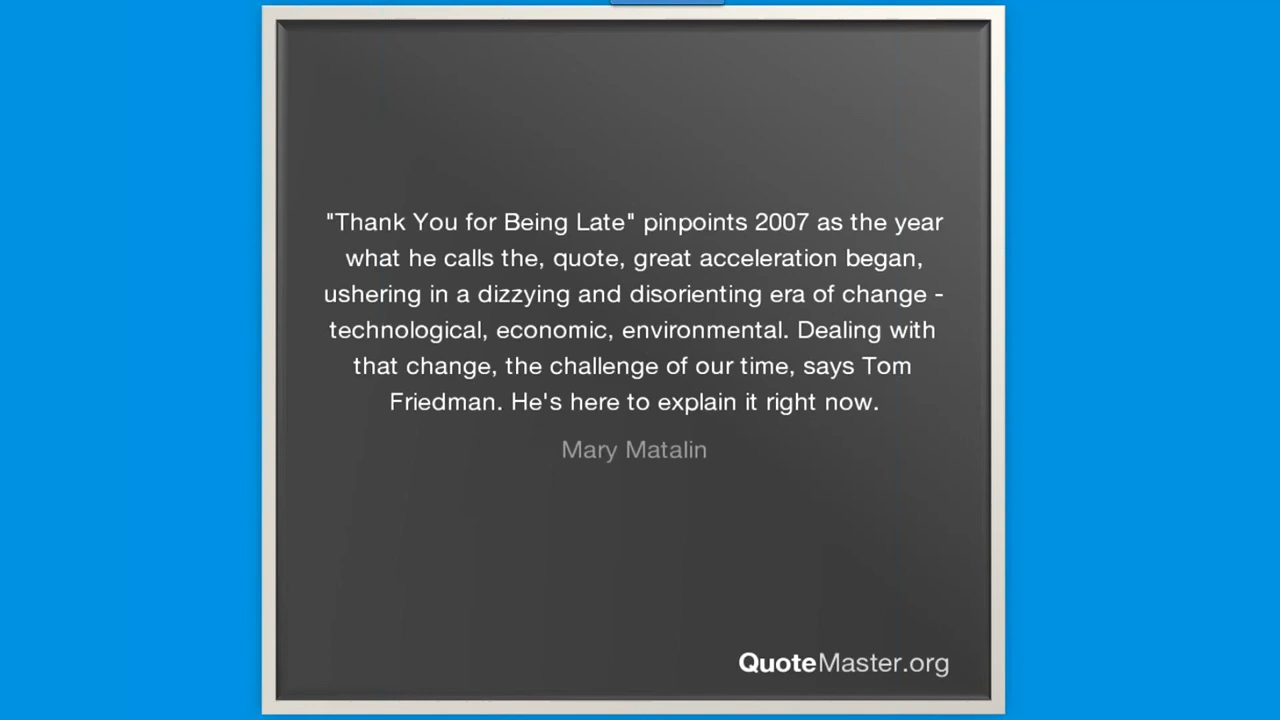 "Thank You for Being Late" pinpoints 2007 as the year
what he calls the, quote, great acceleration began,
ushering in a dizzying and disorienting era of change -
technological, economic, environmental. Dealing with
that change, the challenge of our time, says Tom
Friedman. He's here to explain it right now.
Mary Matalin
QuoteMaster.org